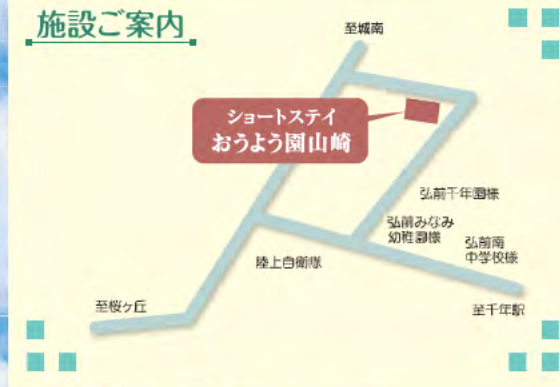 施設ご案内
至城南
ショートステイ
おうよう園山崎
弘前千年園様
弘前みなみ
幼稚園様
弘前南
中学校様
陸上自衛隊
至桜ヶ丘
至千年駅